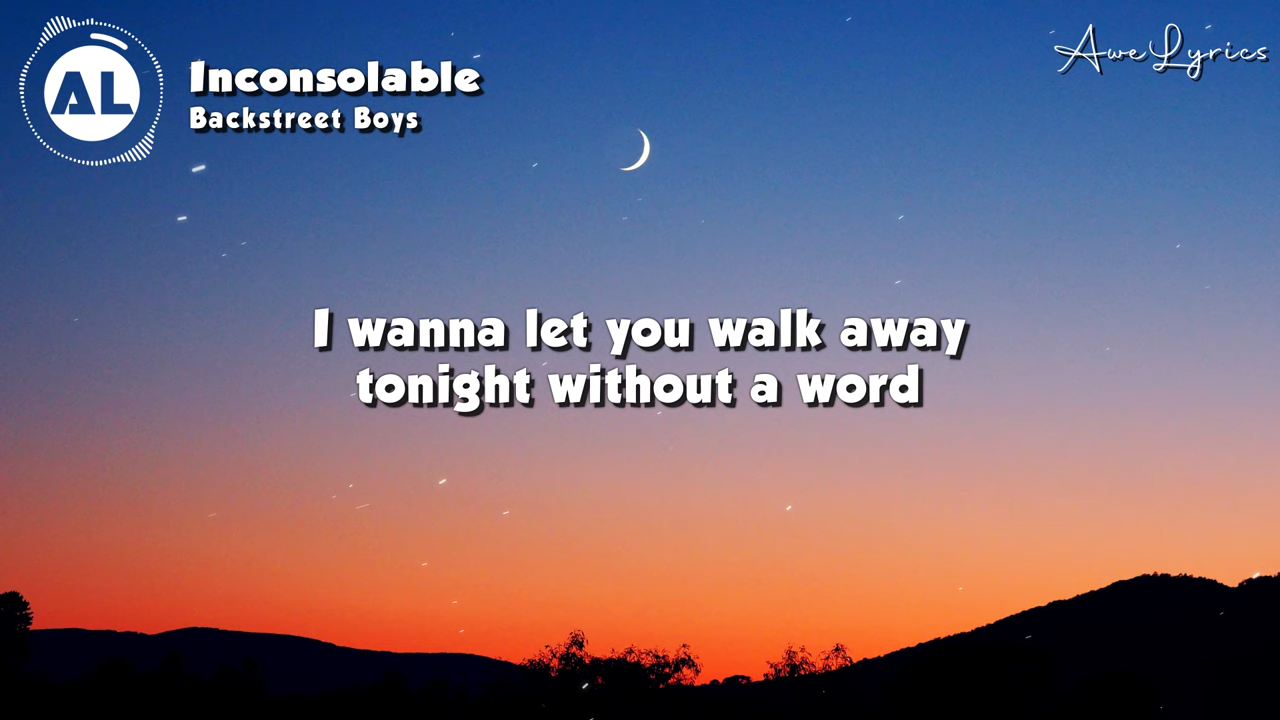 AL
Inconsolable
Backstreet Boys
AweLyrics
I wanna let you walk away
tonight without a word